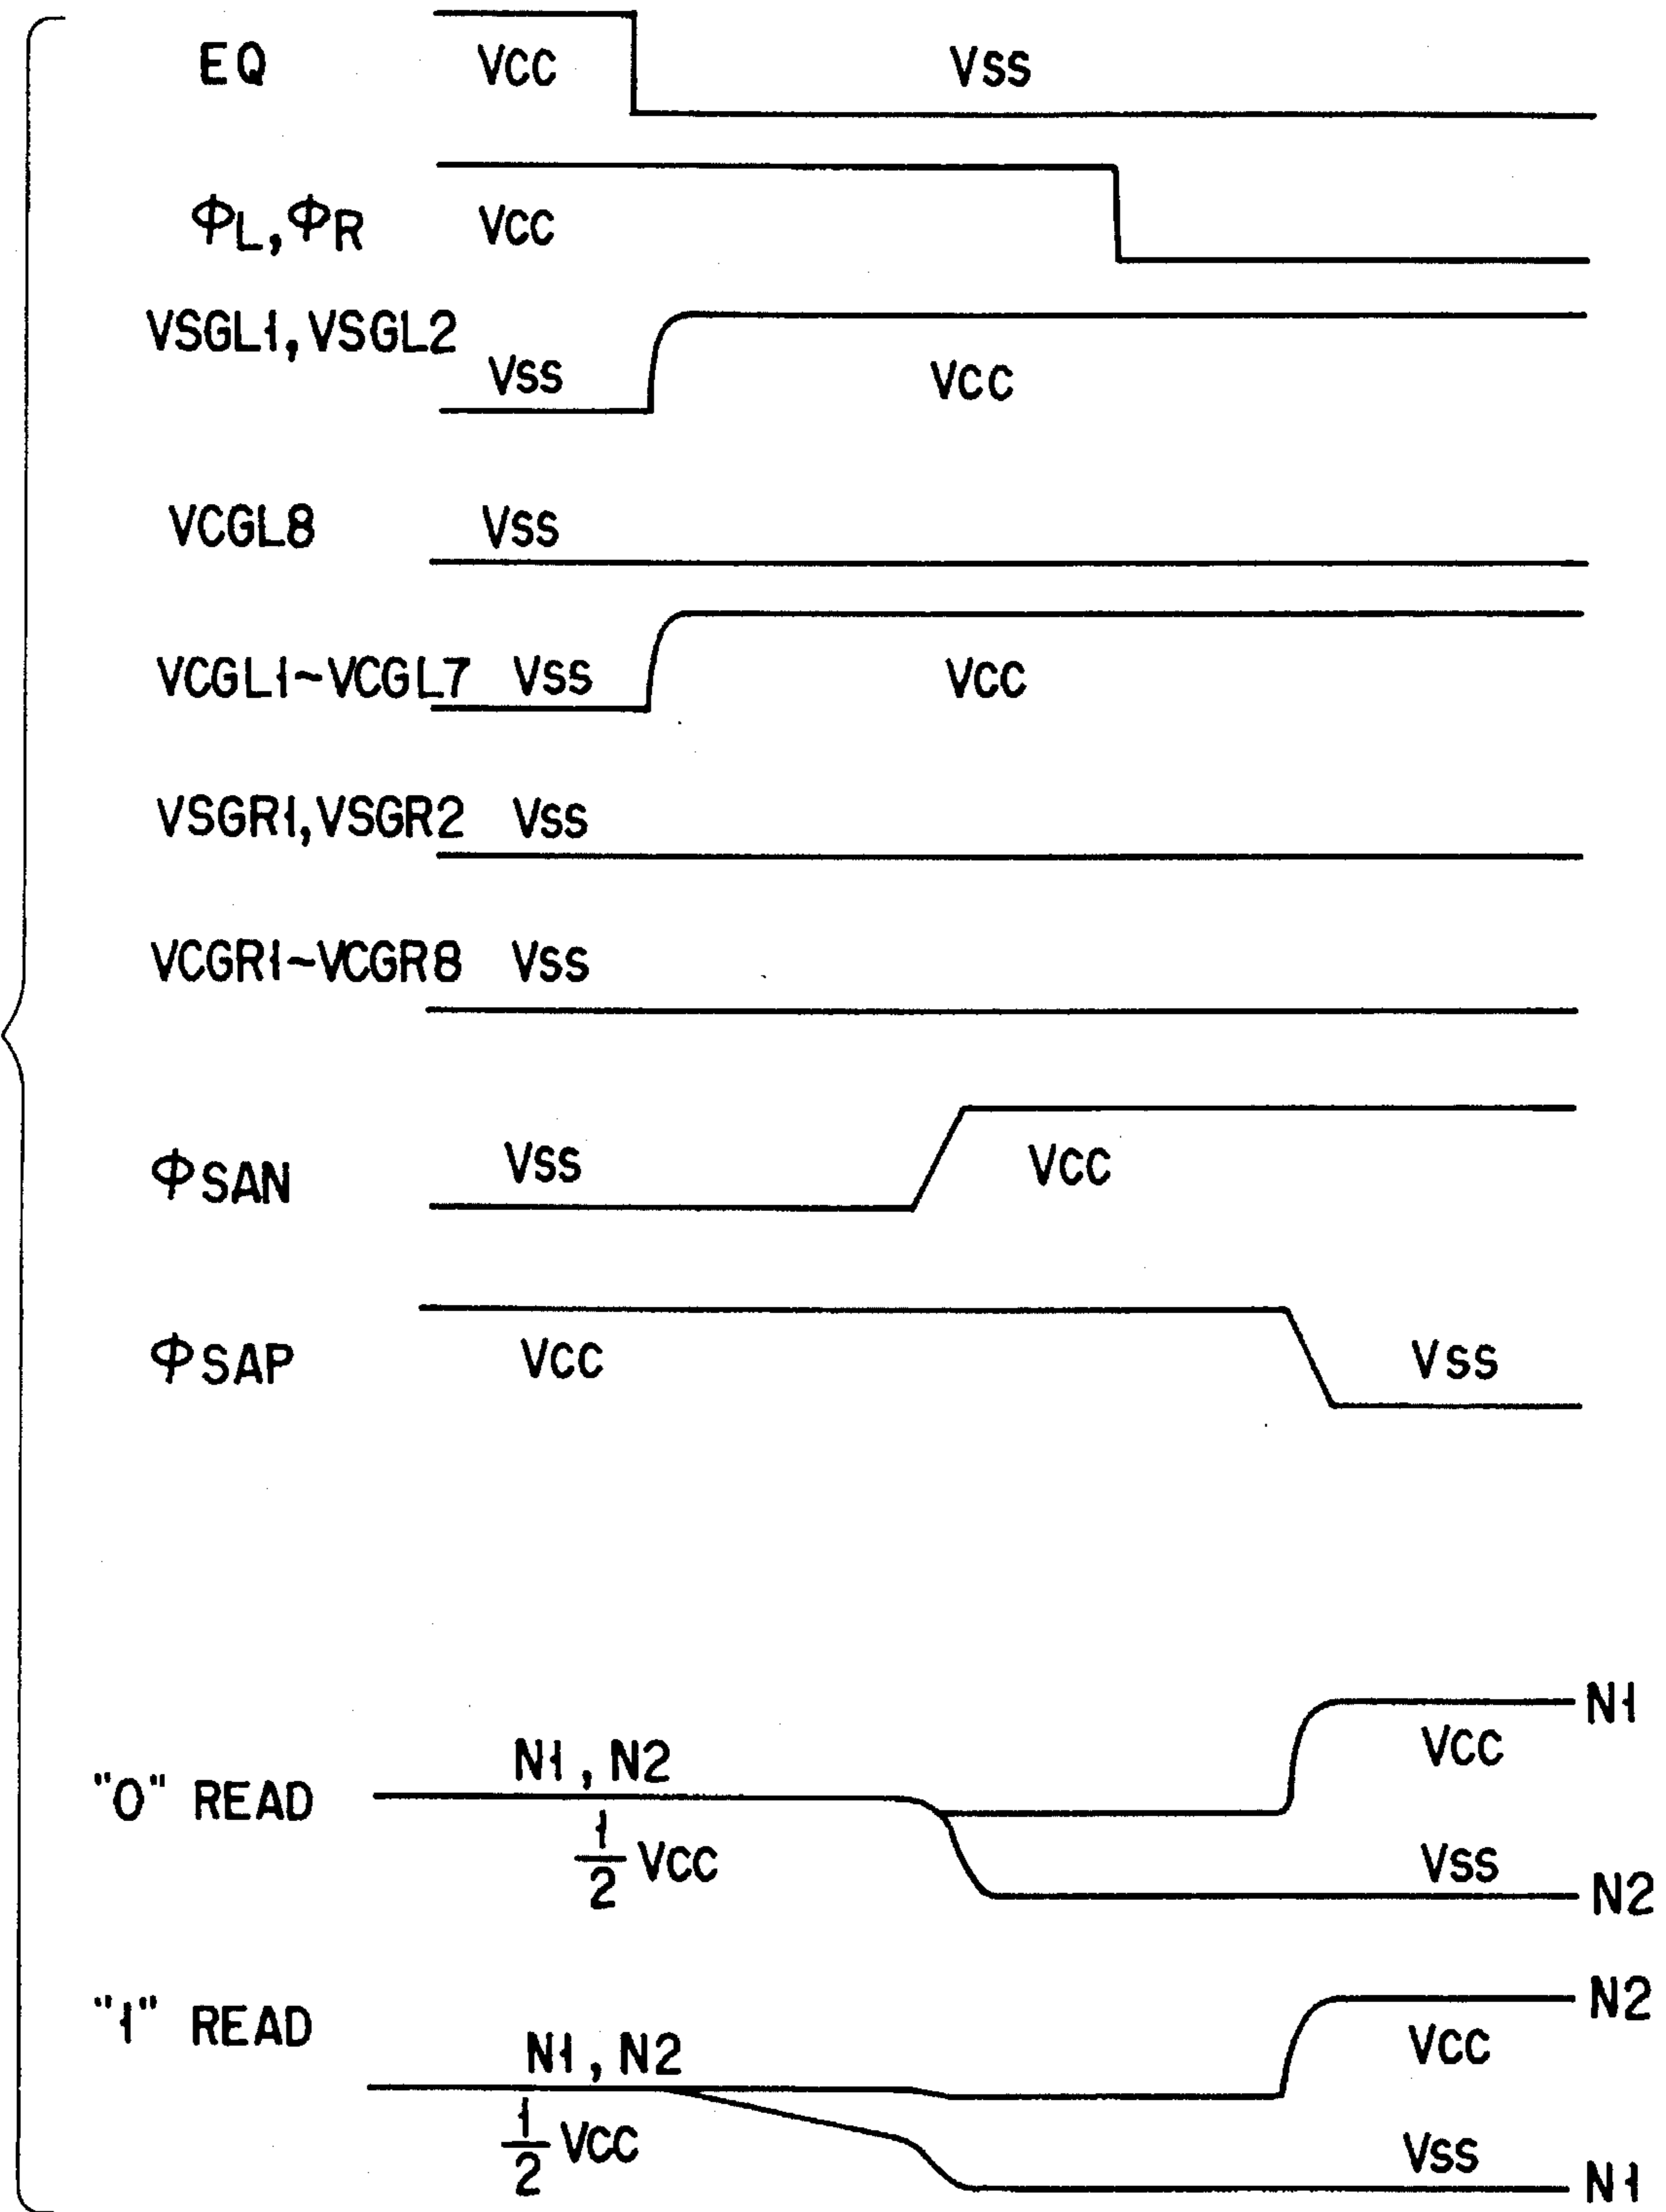 EQ VCC VSS
ΦL, ΦR VCC
VSGL1, VSGL2 VSS VCC
VCGL8 VSS
VCGL1~VCGL7 VSS VCC
VSGR1, VSGR2 VSS
VCGR1~VCGR8 VSS
ΦSAN VSS VCC
ΦSAP VCC VSS
N1
"0" READ N1, N2 1/2 VCC VCC
VSS N2
"1" READ N1, N2 1/2 VCC VCC N2
VSS N1